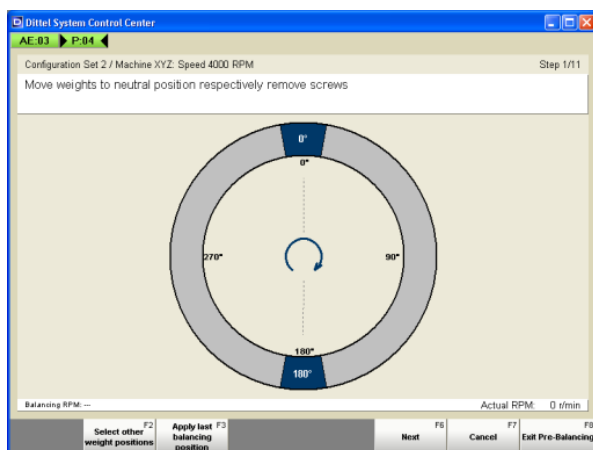 Dittel System Control Center
AE:03 P:04
Configuration Set 2 / Machine XYZ: Speed 4000 RPM Step 1/11
Move weights to neutral position respectively remove screws
0°
0°
270° 90°
180°
180°
Balancing RPM: --- Actual RPM: 0 r/min
F2 Select other weight positions
F3 Apply last balancing position
F6 Next
F7 Cancel
F8 Exit Pre-Balancing